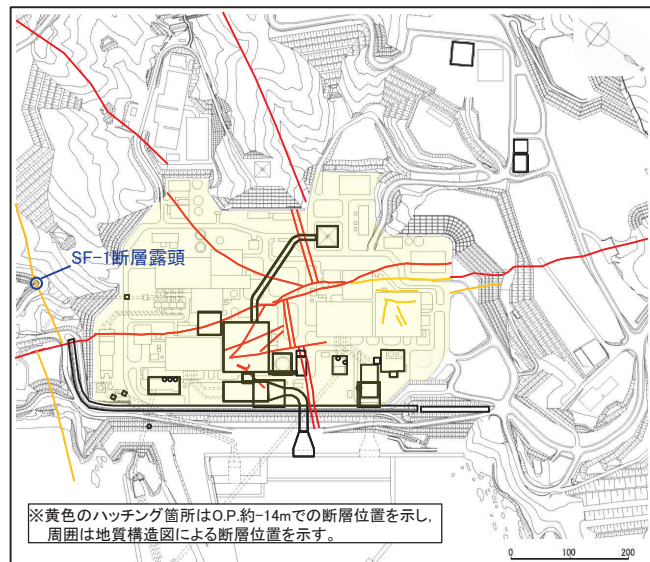 SF-1断層露頭
※黄色のハッチング箇所はO.P.約-14mでの断層位置を示し、
周囲は地質構造図による断層位置を示す。
0 100 200